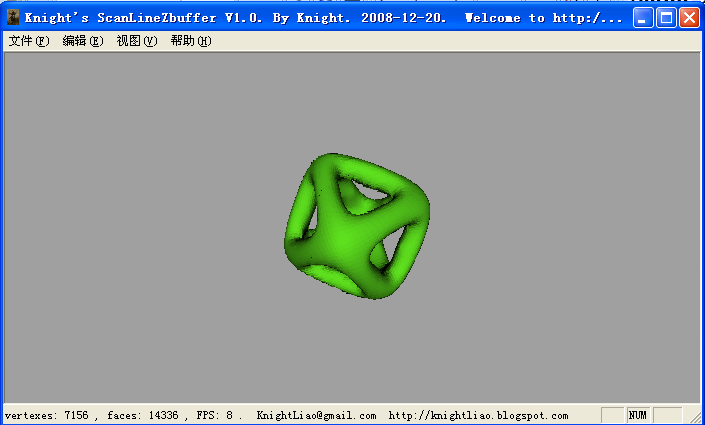 Knight's ScanLineZbuffer V1.0. By Knight. 2008-12-20. Welcome to http:/...
文件(F) 编辑(E) 视图(V) 帮助(H)
vertexes: 7156 , faces: 14336 , FPS: 8 . KnightLiao@gmail.com http://knightliao.blogspot.com NUM